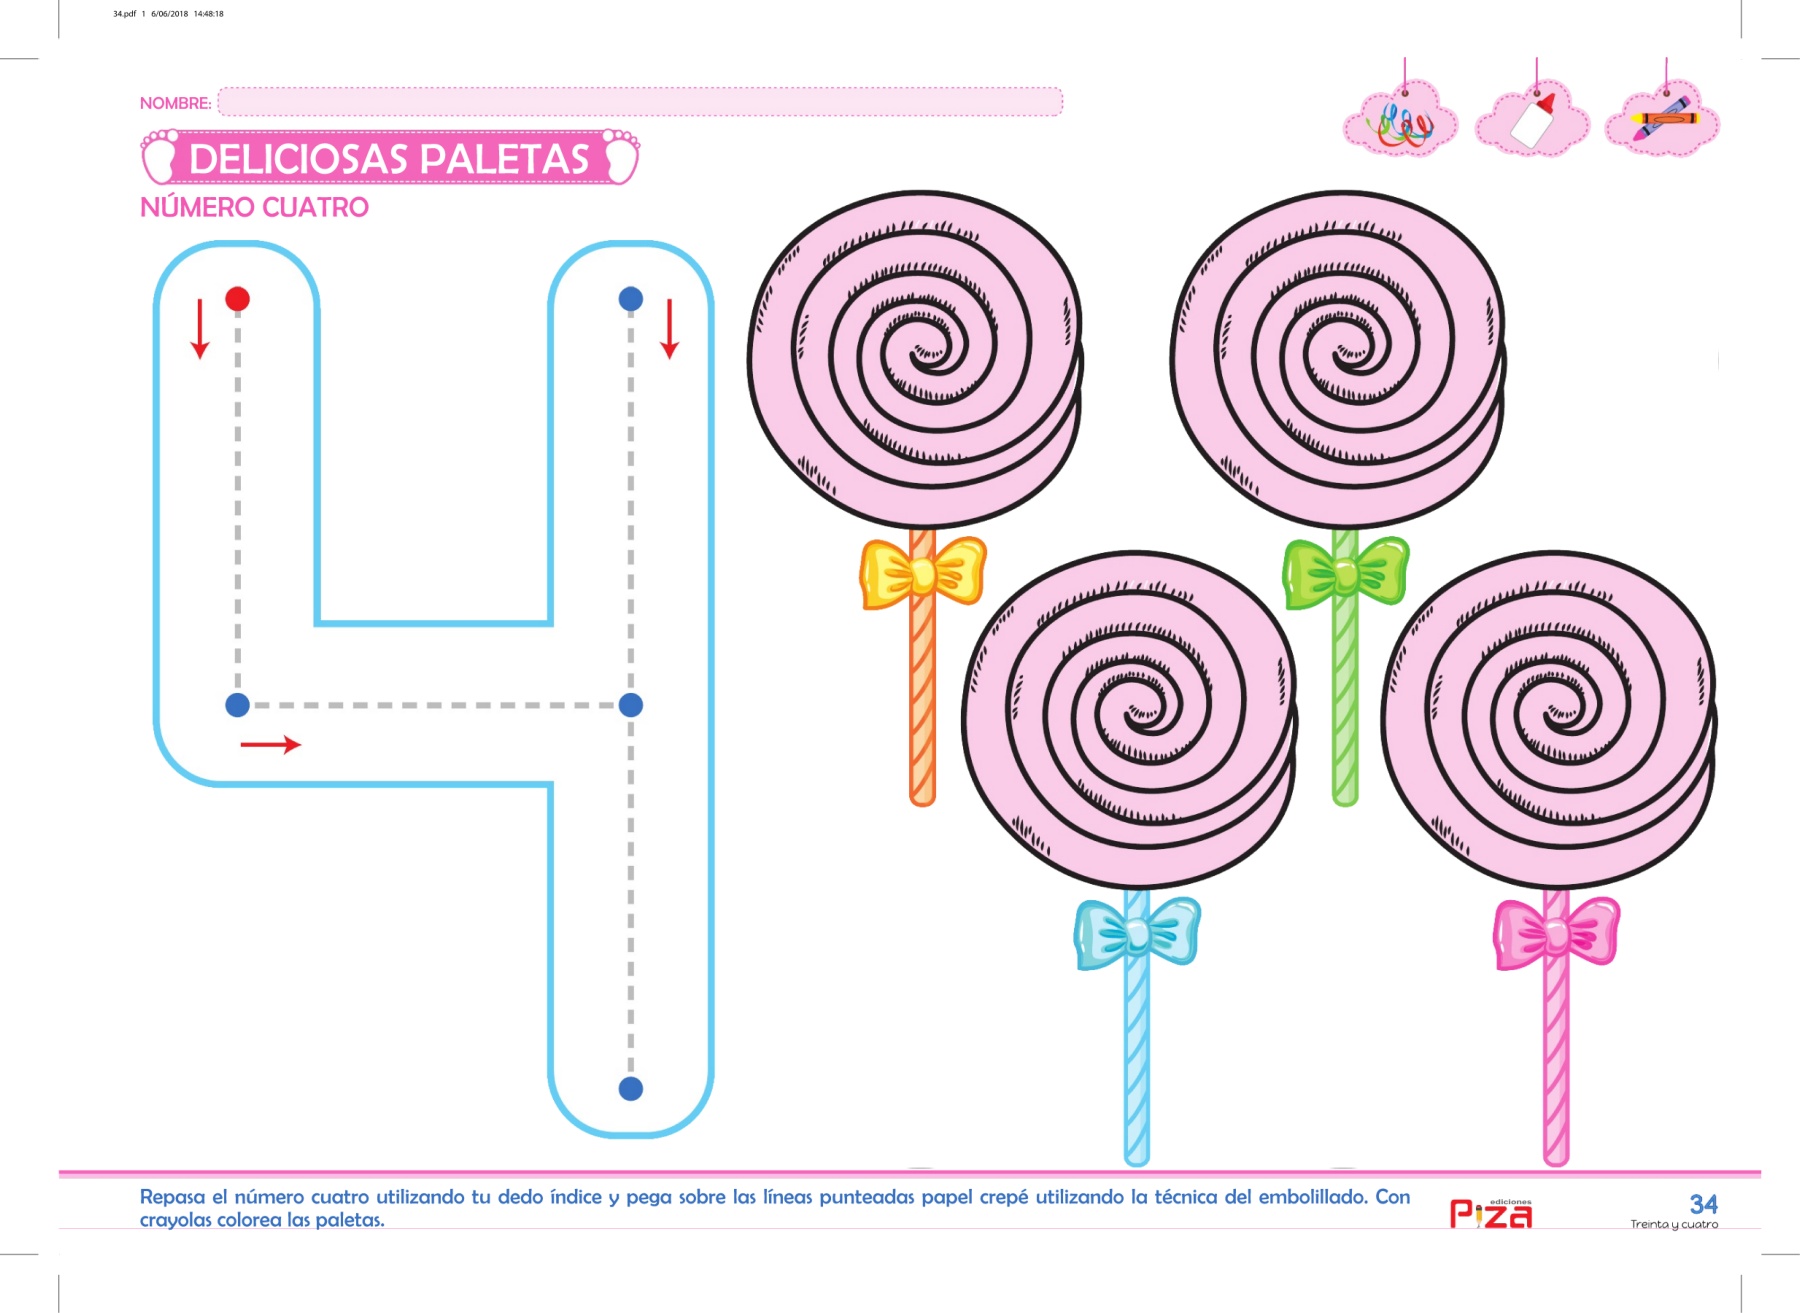 34.pdf 1 6/06/2018 14:48:18
NOMBRE:
DELICIOSAS PALETAS
NÚMERO CUATRO
Repasa el número cuatro utilizando tu dedo índice y pega sobre las líneas punteadas papel crepé utilizando la técnica del embolillado. Con
crayolas colorea las paletas.
ediciones
Piza
34
Treinta y cuatro